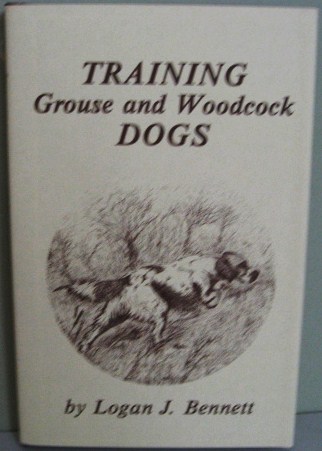 TRAINING
Grouse and Woodcock
DOGS
by Logan J. Bennett